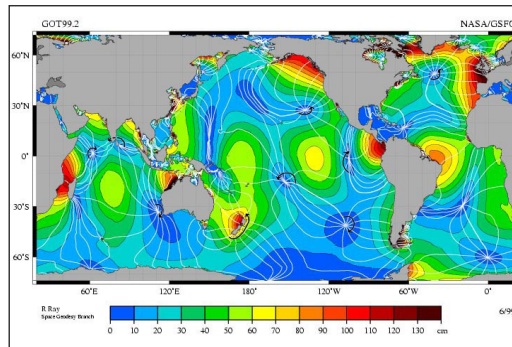 GOT99.2 NASA/GSFC
60°N
30°N
0°
30°S
60°S
60°E 120°E 180° 120°W 60°W 0°
R Ray
Space Geodesy Branch
0 10 20 30 40 50 60 70 80 90 100 110 120 130 cm
6/99